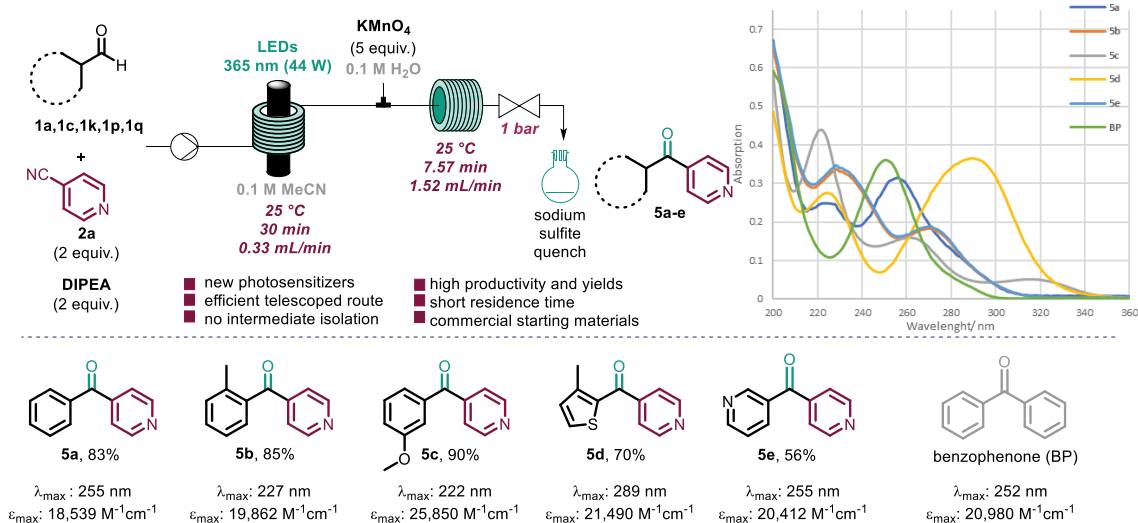 KMnO4
(5 equiv.)
0.1 M H2O
LEDs
365 nm (44 W)
O
H
1a,1c,1k,1p,1q
+
NC
N
2a
(2 equiv.)
DIPEA
(2 equiv.)
0.1 M MeCN
25 °C
30 min
0.33 mL/min
25 °C
7.57 min
1.52 mL/min
1 bar
sodium
sulfite
quench
O
N
5a-e
new photosensitizers
efficient telescoped route
no intermediate isolation
high productivity and yields
short residence time
commercial starting materials
Absorption
0.7
0.6
0.5
0.4
0.3
0.2
0.1
0
200 220 240 260 280 300 320 340 360
Wavelenght/ nm
5a
5b
5c
5d
5e
BP
O
N
5a, 83%
λmax: 255 nm
εmax: 18,539 M-1cm-1
O
N
5b, 85%
λmax: 227 nm
εmax: 19,862 M-1cm-1
O
N
O
5c, 90%
λmax: 222 nm
εmax: 25,850 M-1cm-1
O
S
N
5d, 70%
λmax: 289 nm
εmax: 21,490 M-1cm-1
O
N
N
5e, 56%
λmax: 255 nm
εmax: 20,412 M-1cm-1
O
benzophenone (BP)
λmax: 252 nm
εmax: 20,980 M-1cm-1